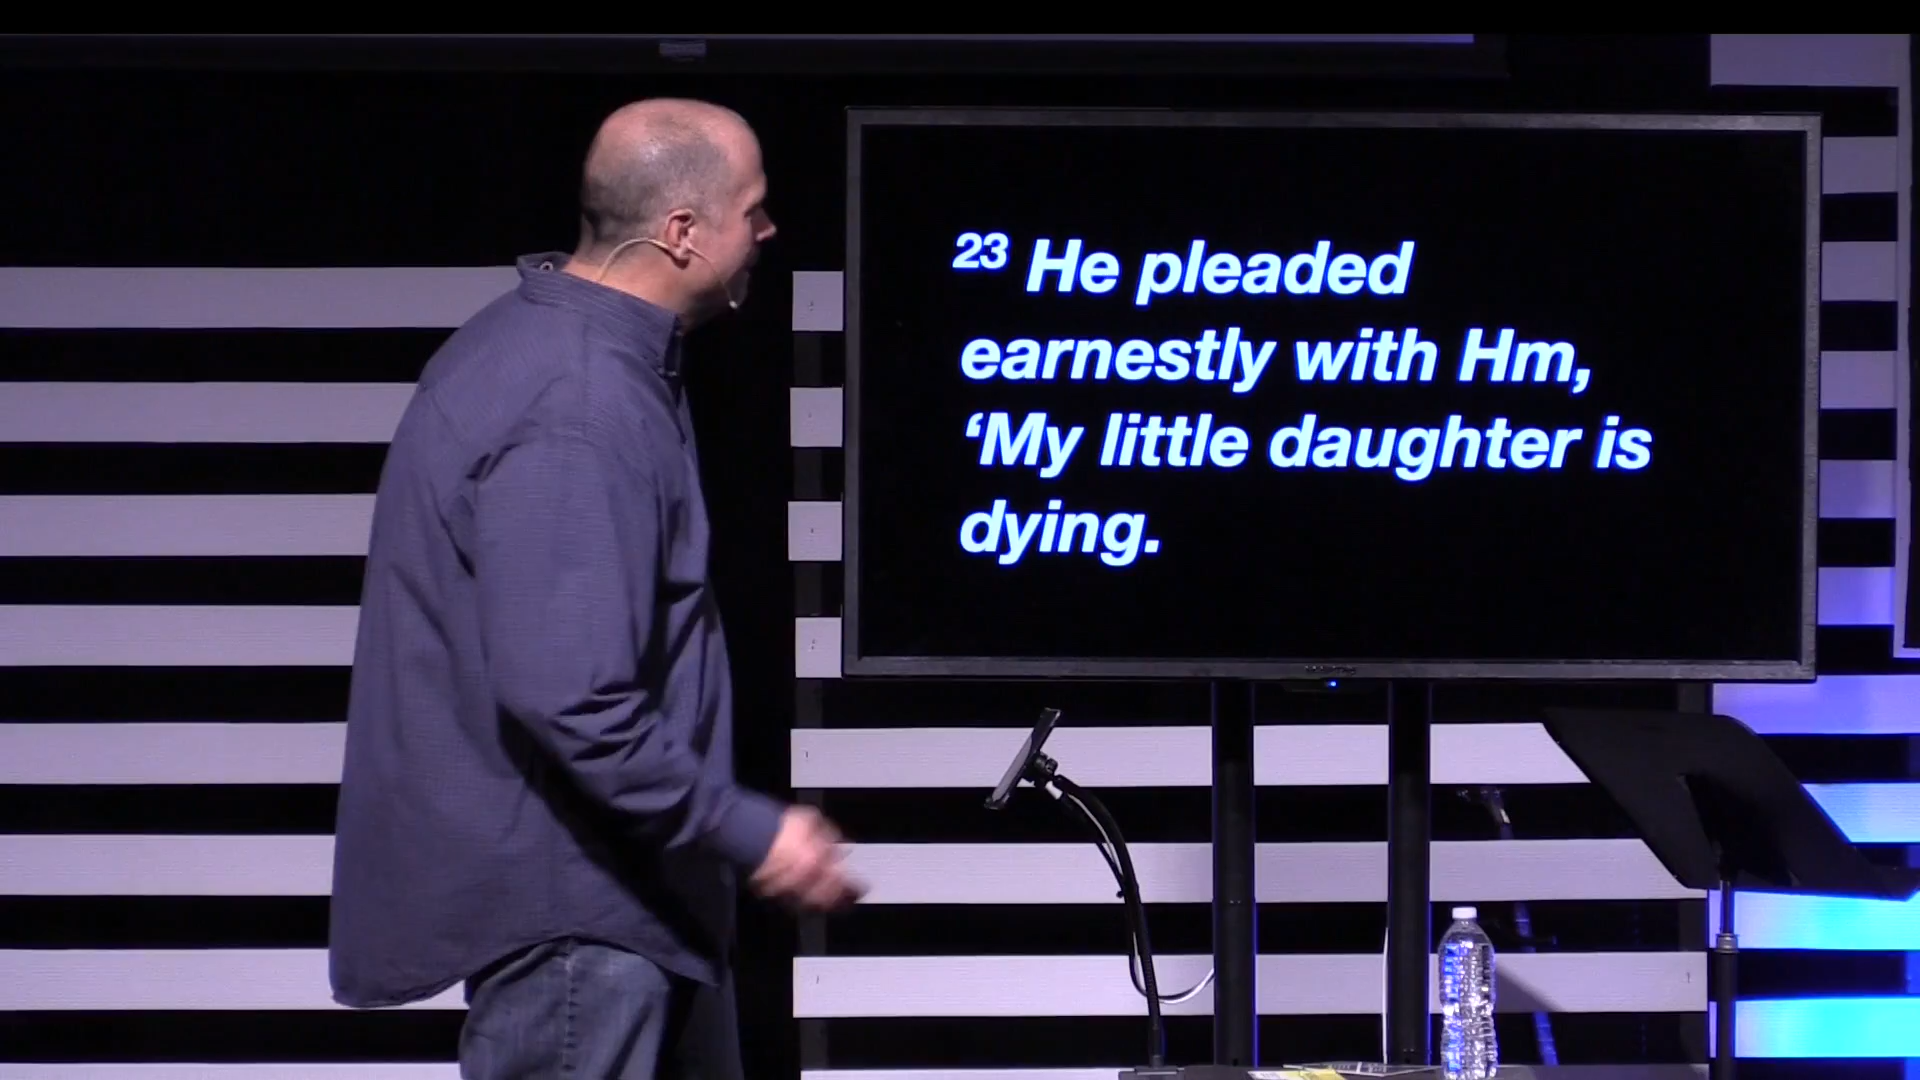 23 He pleaded
earnestly with Hm,
‘My little daughter is
dying.